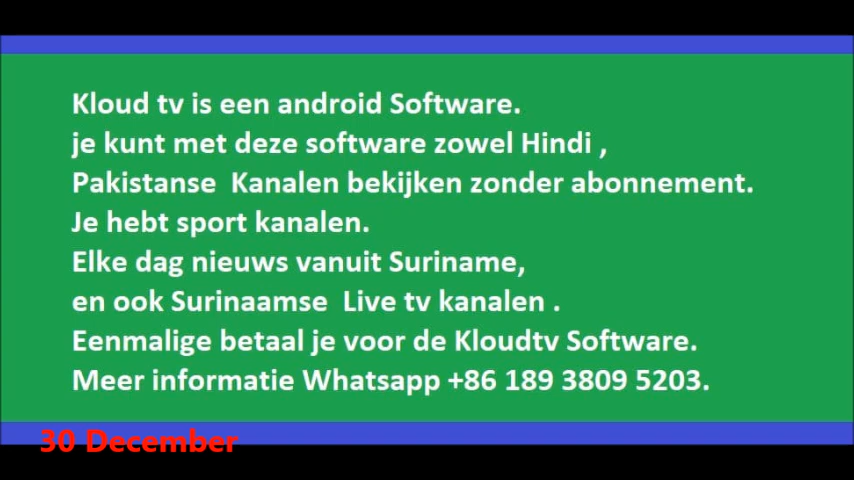 Kloud tv is een android Software.
je kunt met deze software zowel Hindi ,
Pakistanse  Kanalen bekijken zonder abonnement.
Je hebt sport kanalen.
Elke dag nieuws vanuit Suriname,
en ook Surinaamse  Live tv kanalen .
Eenmalige betaal je voor de Kloudtv Software.
Meer informatie Whatsapp +86 189 3809 5203.
30 December